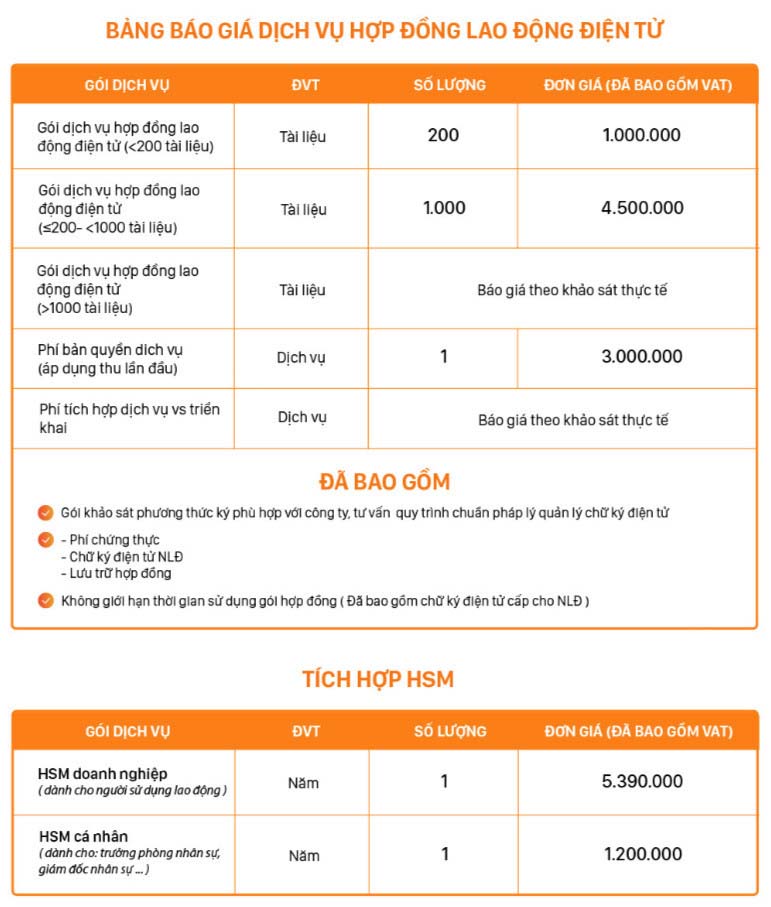 BẢNG BÁO GIÁ DỊCH VỤ HỢP ĐỒNG LAO ĐỘNG ĐIỆN TỬ
GÓI DỊCH VỤ ĐVT SỐ LƯỢNG ĐƠN GIÁ (ĐÃ BAO GỒM VAT)
Gói dịch vụ hợp đồng lao
động điện tử (<200 tài liệu)
Tài liệu 200 1.000.000
Gói dịch vụ hợp đồng lao
động điện tử
(≤200- <1000 tài liệu)
Tài liệu 1.000 4.500.000
Gói dịch vụ hợp đồng lao
động điện tử
(>1000 tài liệu)
Tài liệu Báo giá theo khảo sát thực tế
Phí bản quyền dich vụ
(áp dụng thu lần đầu)
Dịch vụ 1 3.000.000
Phí tích hợp dịch vụ vs triển
khai
Dịch vụ Báo giá theo khảo sát thực tế
ĐÃ BAO GỒM
Gói khảo sát phương thức ký phù hợp với công ty, tư vấn quy trình chuẩn pháp lý quản lý chữ ký điện tử
- Phí chứng thực
- Chữ ký điện tử NLĐ
- Lưu trữ hợp đồng
Không giới hạn thời gian sử dụng gói hợp đồng ( Đã bao gồm chữ ký điện tử cấp cho NLĐ )
TÍCH HỢP HSM
GÓI DỊCH VỤ ĐVT SỐ LƯỢNG ĐƠN GIÁ (ĐÃ BAO GỒM VAT)
HSM doanh nghiệp
( dành cho người sử dụng lao động )
Năm 1 5.390.000
HSM cá nhân
( dành cho: trưởng phòng nhân sự,
giám đốc nhân sự ... )
Năm 1 1.200.000